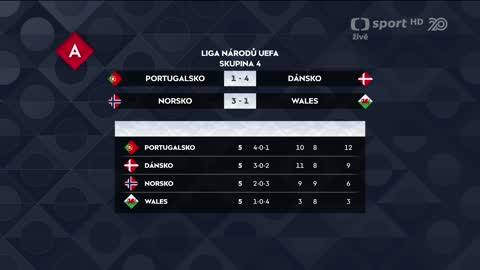 sport HD 20
živě
A
LIGA NÁRODŮ UEFA
SKUPINA 4
PORTUGALSKO 1 - 4 DÁNSKO
NORSKO 3 - 1 WALES
PORTUGALSKO 5 4-0-1 10 8 12
DÁNSKO 5 3-0-2 11 8 9
NORSKO 5 2-0-3 9 9 6
WALES 5 1-0-4 3 8 3